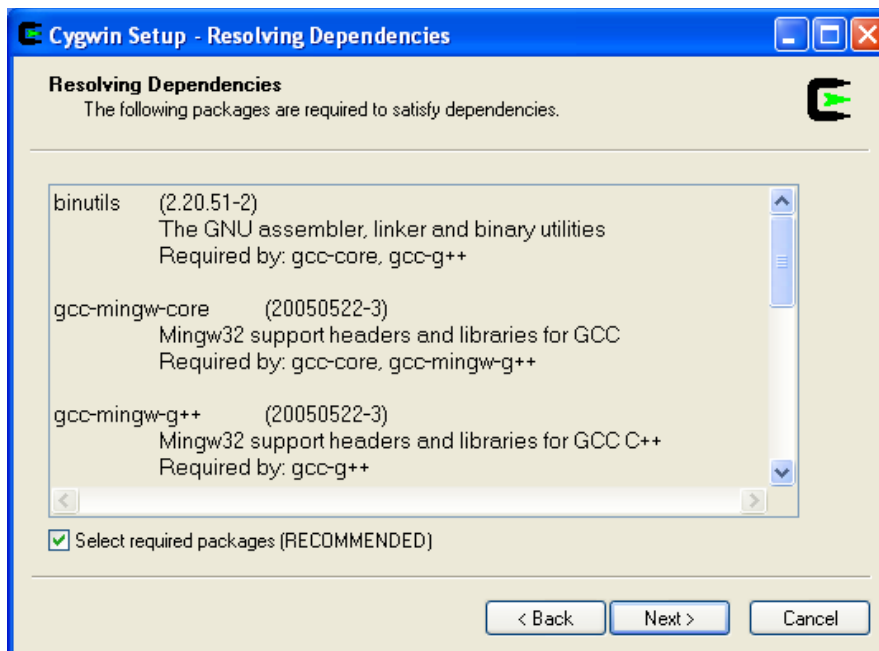 Cygwin Setup - Resolving Dependencies
Resolving Dependencies
The following packages are required to satisfy dependencies.
binutils (2.20.51-2)
The GNU assembler, linker and binary utilities
Required by: gcc-core, gcc-g++
gcc-mingw-core (20050522-3)
Mingw32 support headers and libraries for GCC
Required by: gcc-core, gcc-mingw-g++
gcc-mingw-g++ (20050522-3)
Mingw32 support headers and libraries for GCC C++
Required by: gcc-g++
Select required packages (RECOMMENDED)
< Back Next > Cancel